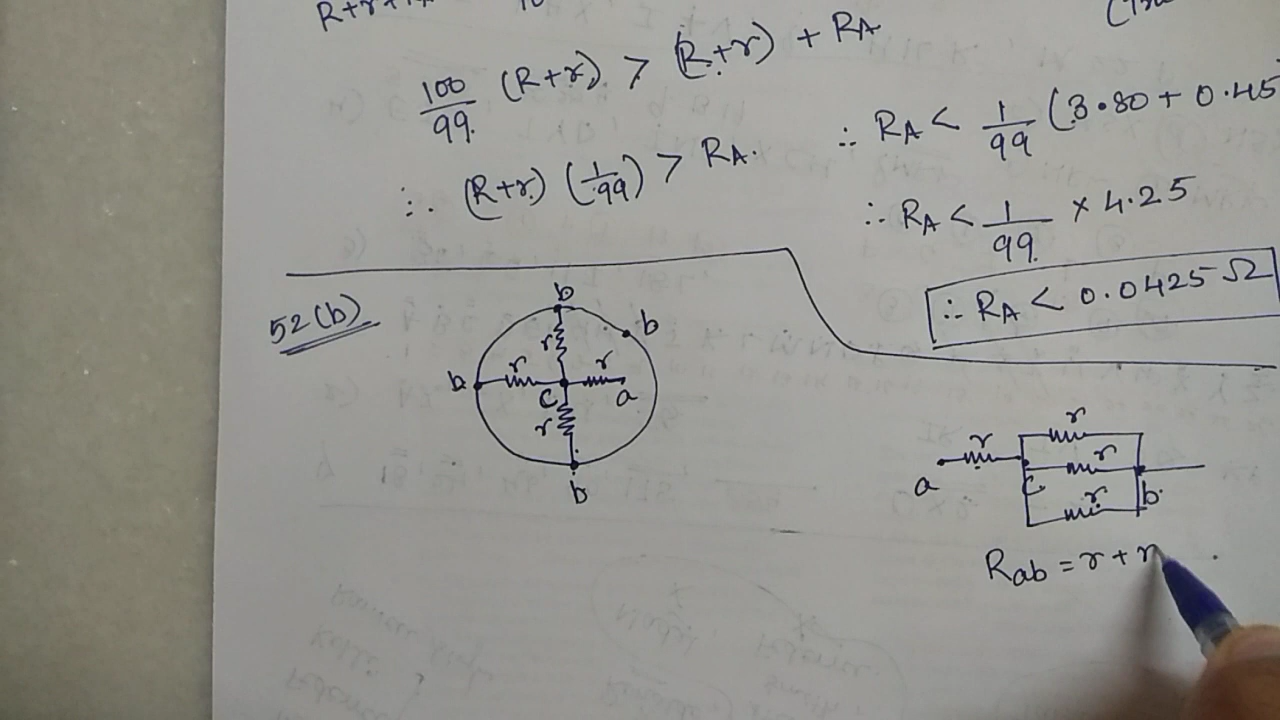 100/99. (R+r) > (R+r) + RA
∴ (R+r) (1/99) > RA.
∴ RA < 1/99 (3.80 + 0.45
∴ RA < 1/99. × 4.25
∴ RA < 0.0425 Ω
52(b)
b
b
r
b r r
C a
r
b
r
r r
a C b
r
Rab = r + r